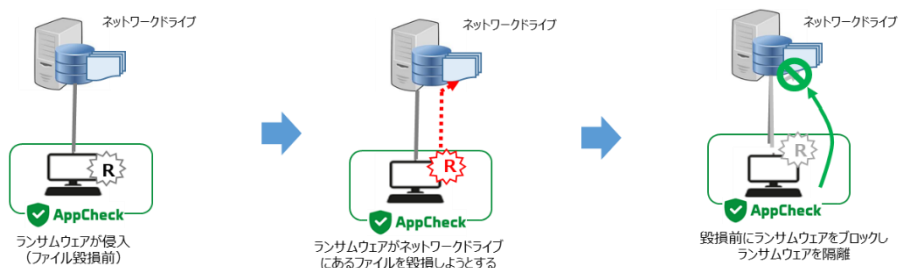 ネットワークドライブ
R
AppCheck
ランサムウェアが侵入
(ファイル毀損前)
ネットワークドライブ
R
AppCheck
ランサムウェアがネットワークドライブ
にあるファイルを毀損しようとする
ネットワークドライブ
R
AppCheck
毀損前にランサムウェアをブロックし
ランサムウェアを隔離